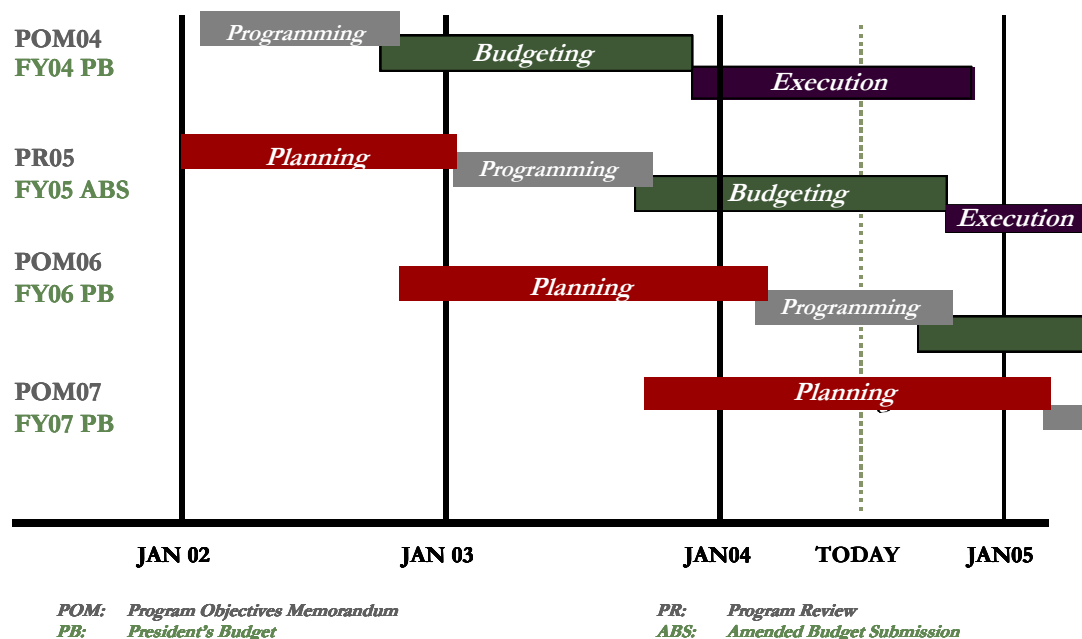 POM04
FY04 PB
Programming
Budgeting
Execution
PR05
FY05 ABS
Planning
Programming
Budgeting
Execution
POM06
FY06 PB
Planning
Programming
POM07
FY07 PB
Planning
JAN 02 JAN 03 JAN04 TODAY JAN05
POM: Program Objectives Memorandum PR: Program Review
PB: President's Budget ABS: Amended Budget Submission